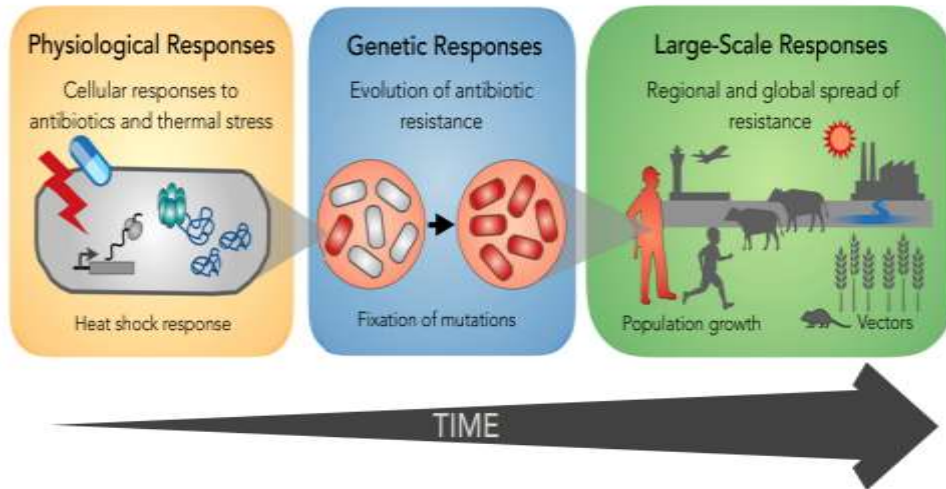 Physiological Responses
Cellular responses to
antibiotics and thermal stress
Heat shock response
Genetic Responses
Evolution of antibiotic
resistance
Fixation of mutations
Large-Scale Responses
Regional and global spread of
resistance
Population growth
Vectors
TIME